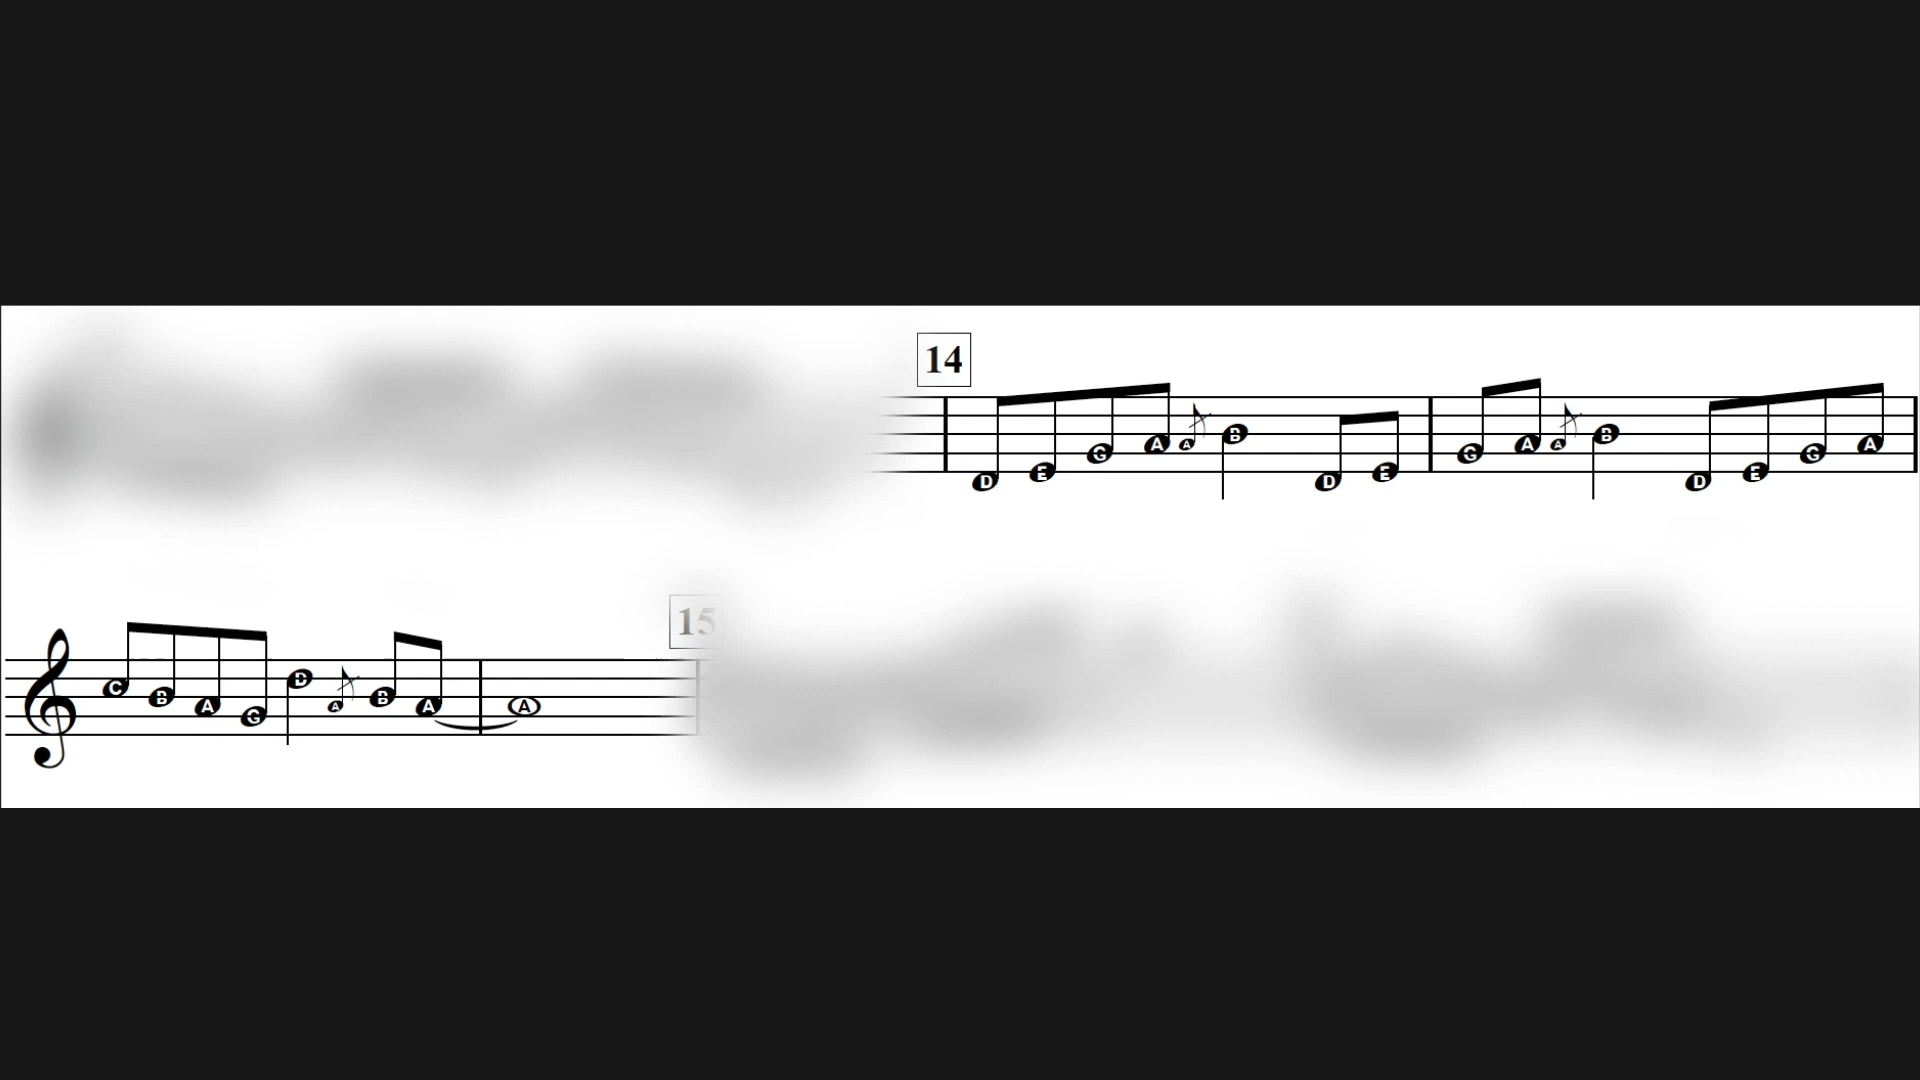 14
D E G A A B D E G A A B D E G A
15
C B A G D A B A A